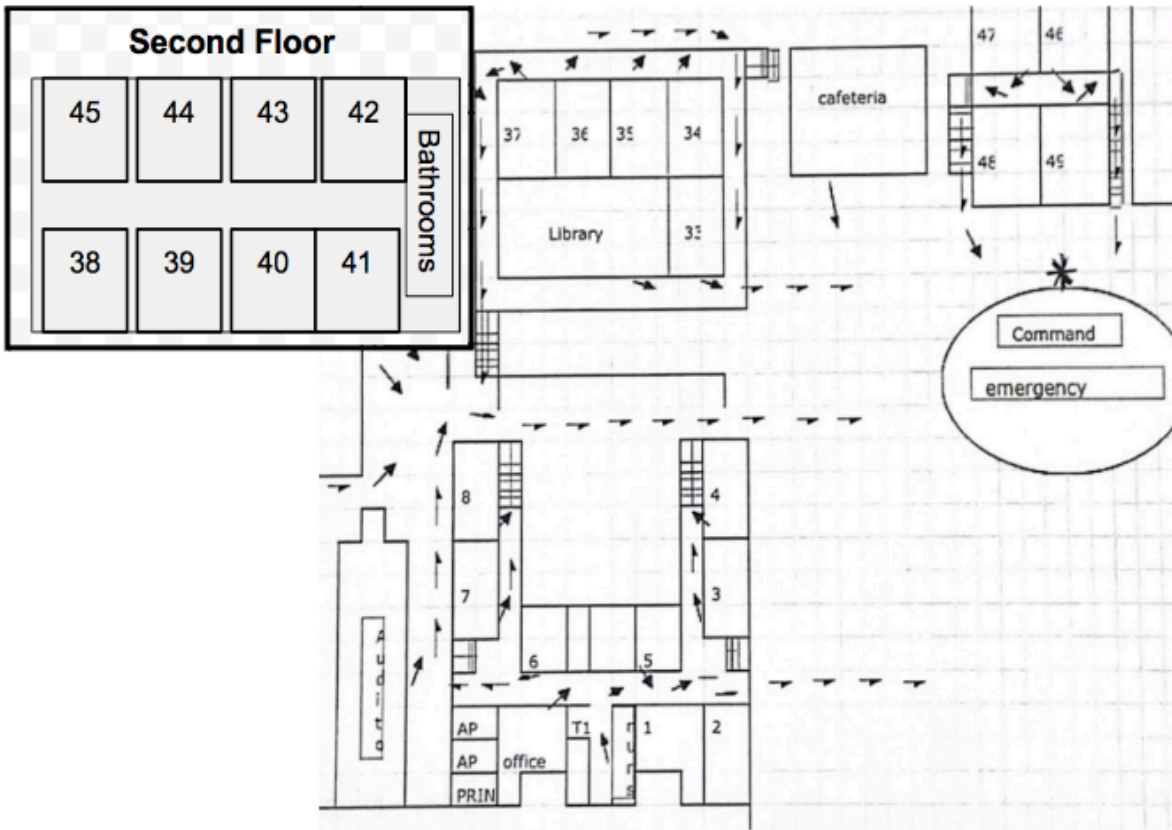 Second Floor
45 44 43 42
Bathrooms
38 39 40 41
47 46
cafeteria
37 36 35 34
48 49
Library 33
Command
emergency
8 4
7 3
6 5
AP T1 1 2
office
AP
PRIN
nurs